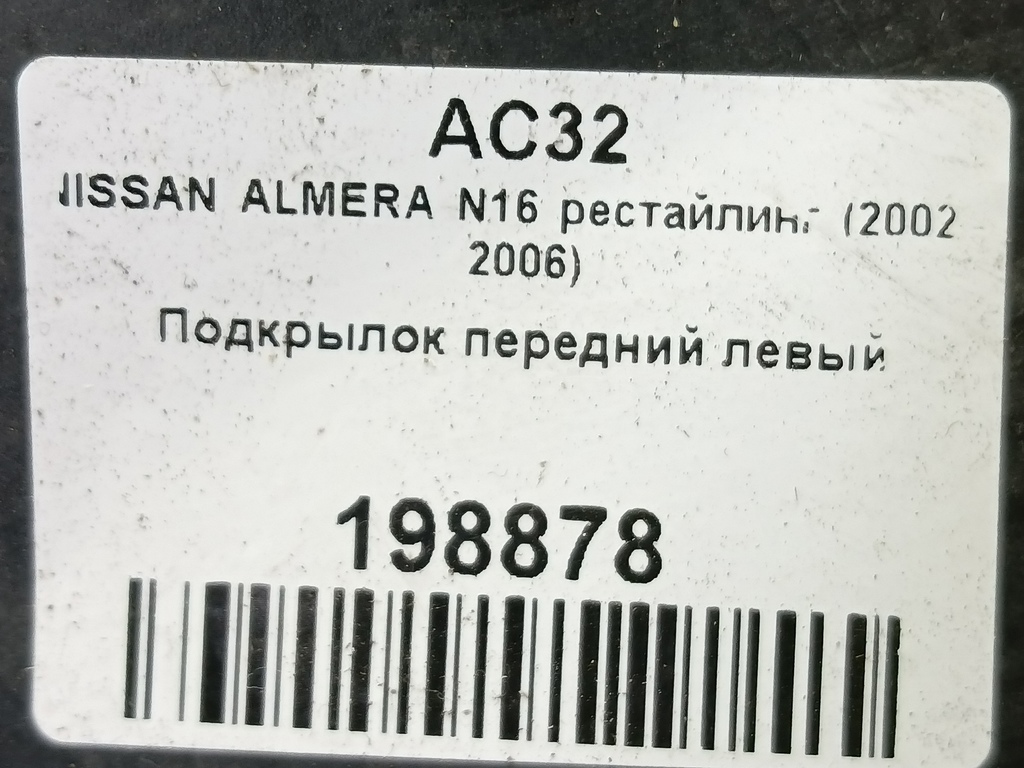 AC32
NISSAN ALMERA N16 рестайлинг (2002
2006)
Подкрылок передний левый
198878